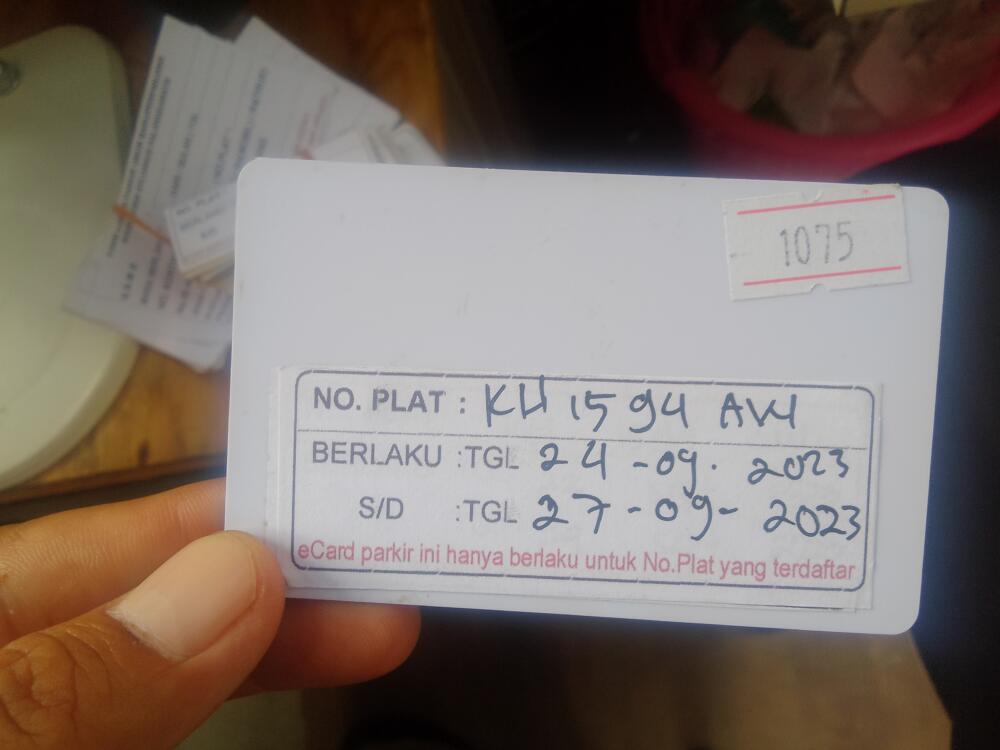 1075
NO. PLAT : KH 1594 AW
BERLAKU : TGL 24 -09. 2023
S/D : TGL 27 - 09 - 2023
eCard parkir ini hanya berlaku untuk No.Plat yang terdaftar